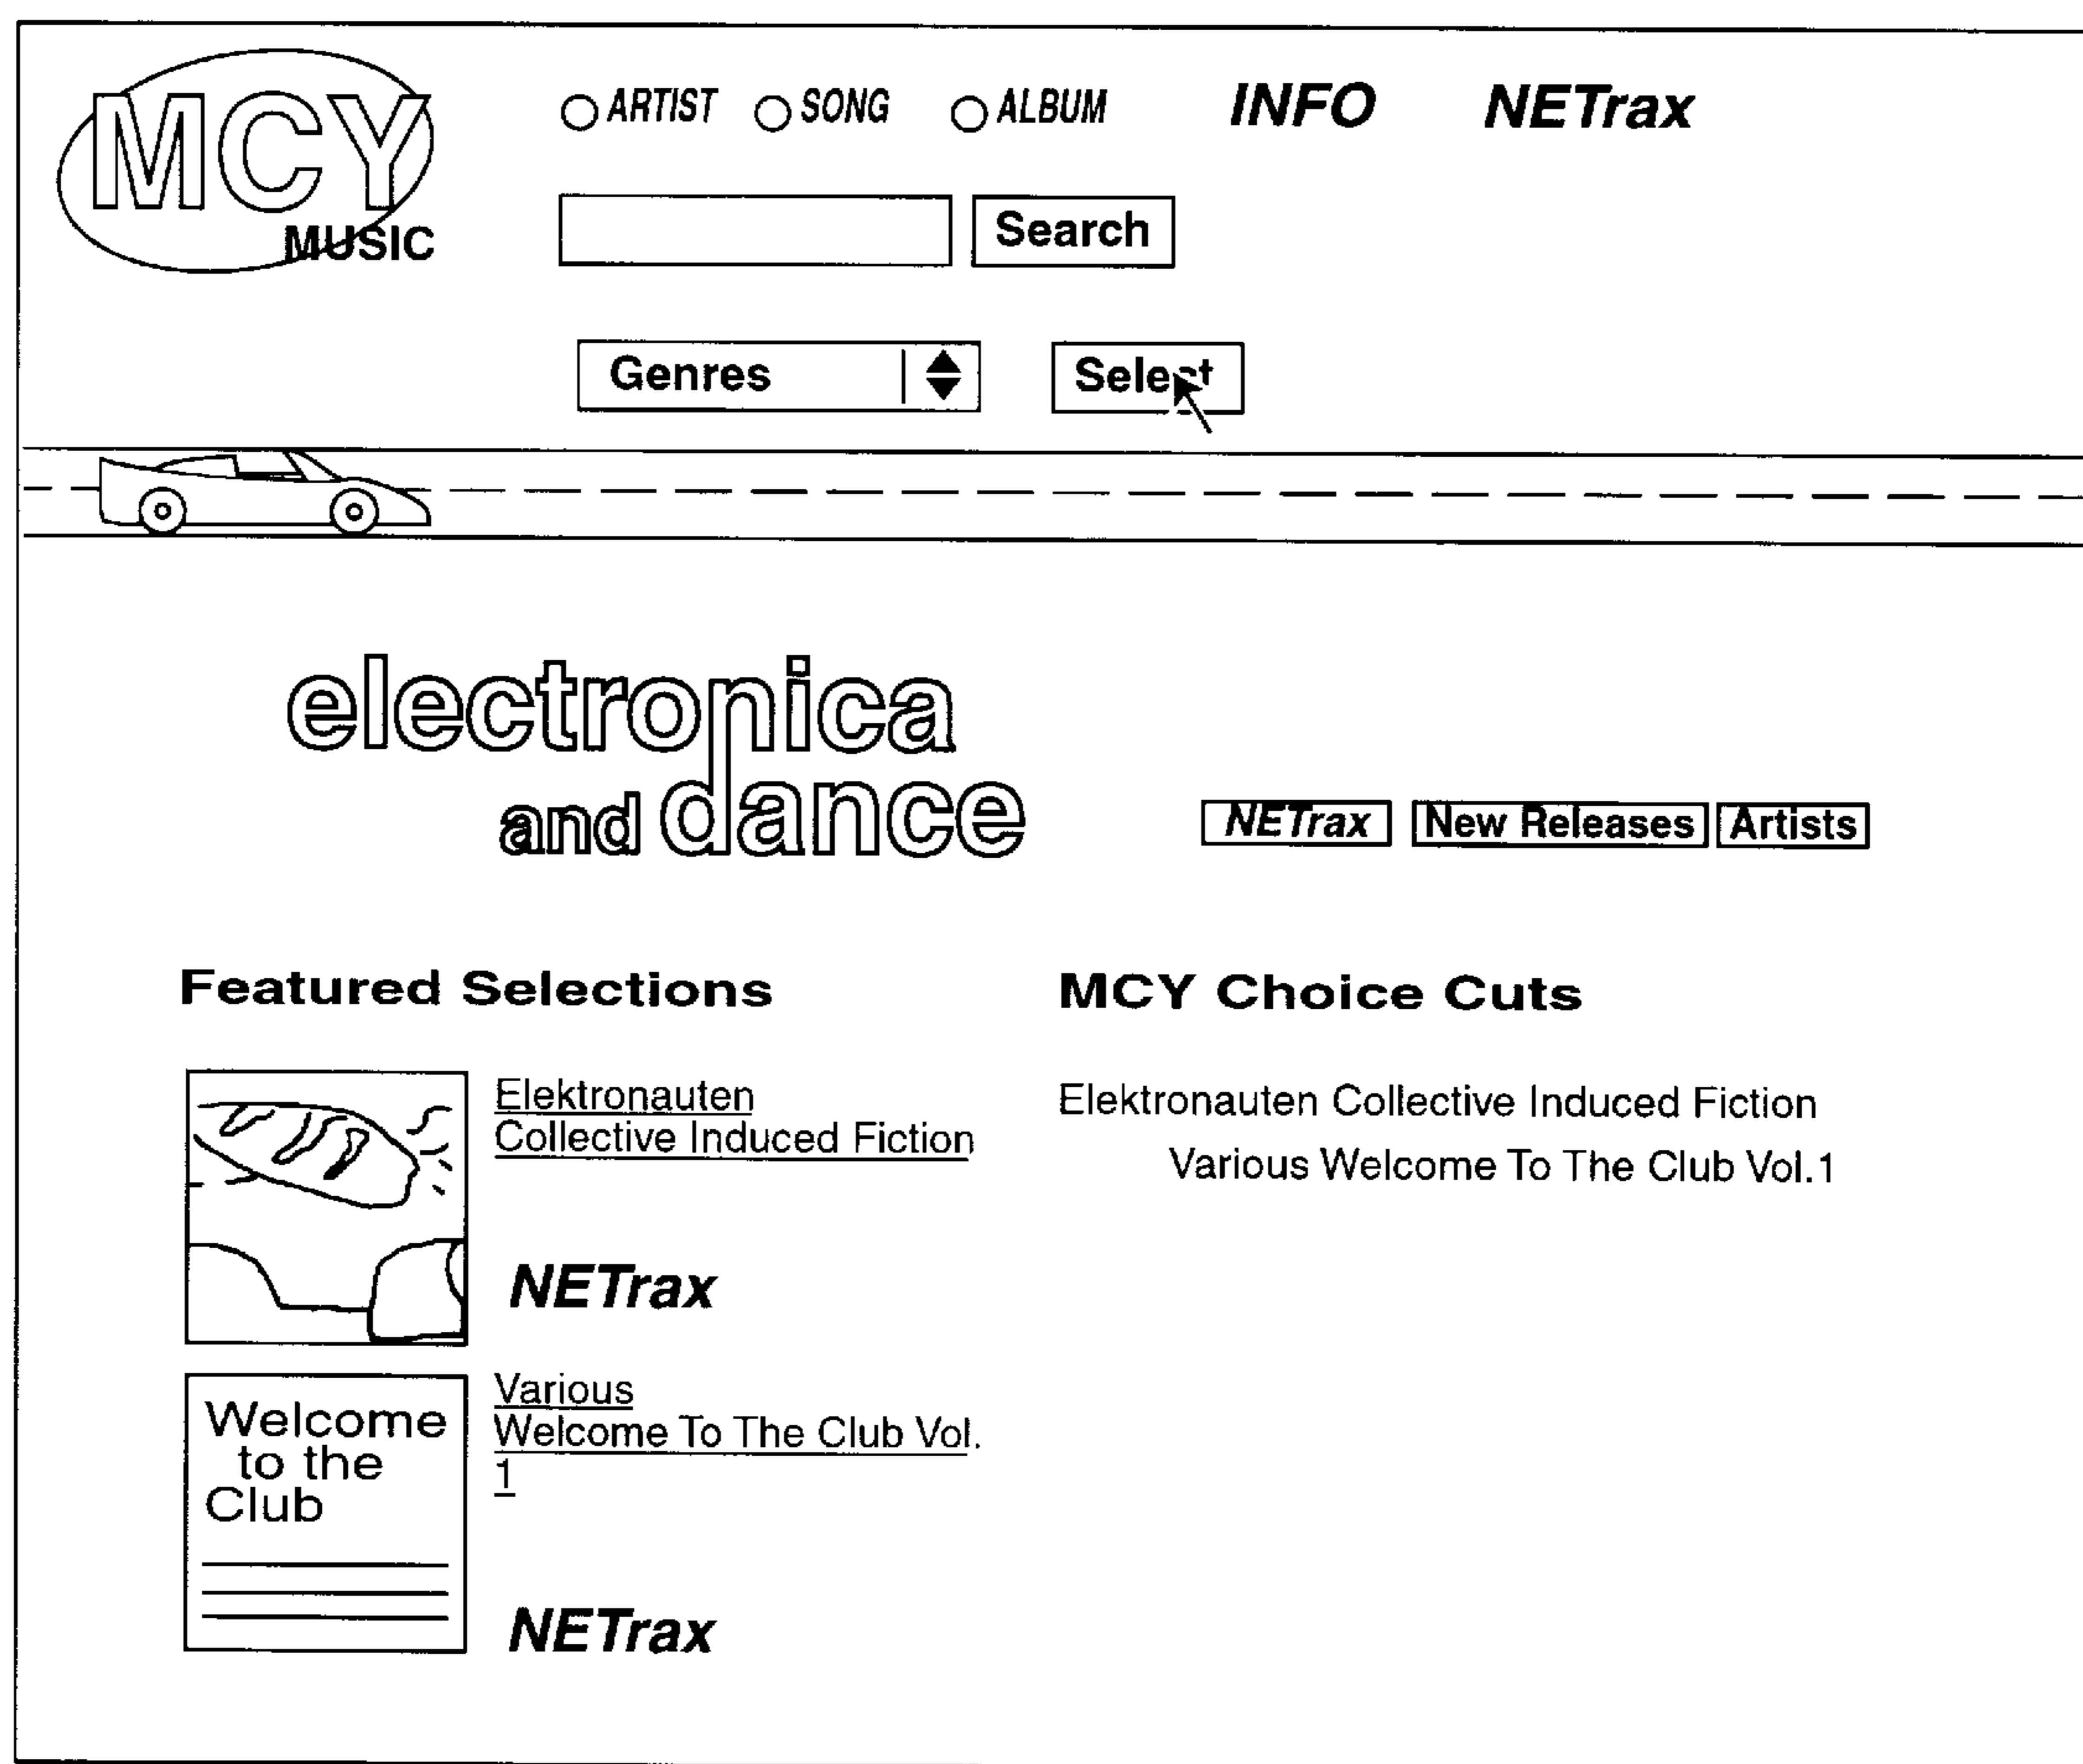 MCY
MUSIC
ARTIST SONG ALBUM INFO NETrax
Search
Genres Select
electronica
and dance
NETrax New Releases Artists
Featured Selections
Elektronauten
Collective Induced Fiction
NETrax
Welcome
to the
Club
Various
Welcome To The Club Vol.
1
NETrax
MCY Choice Cuts
Elektronauten Collective Induced Fiction
Various Welcome To The Club Vol.1